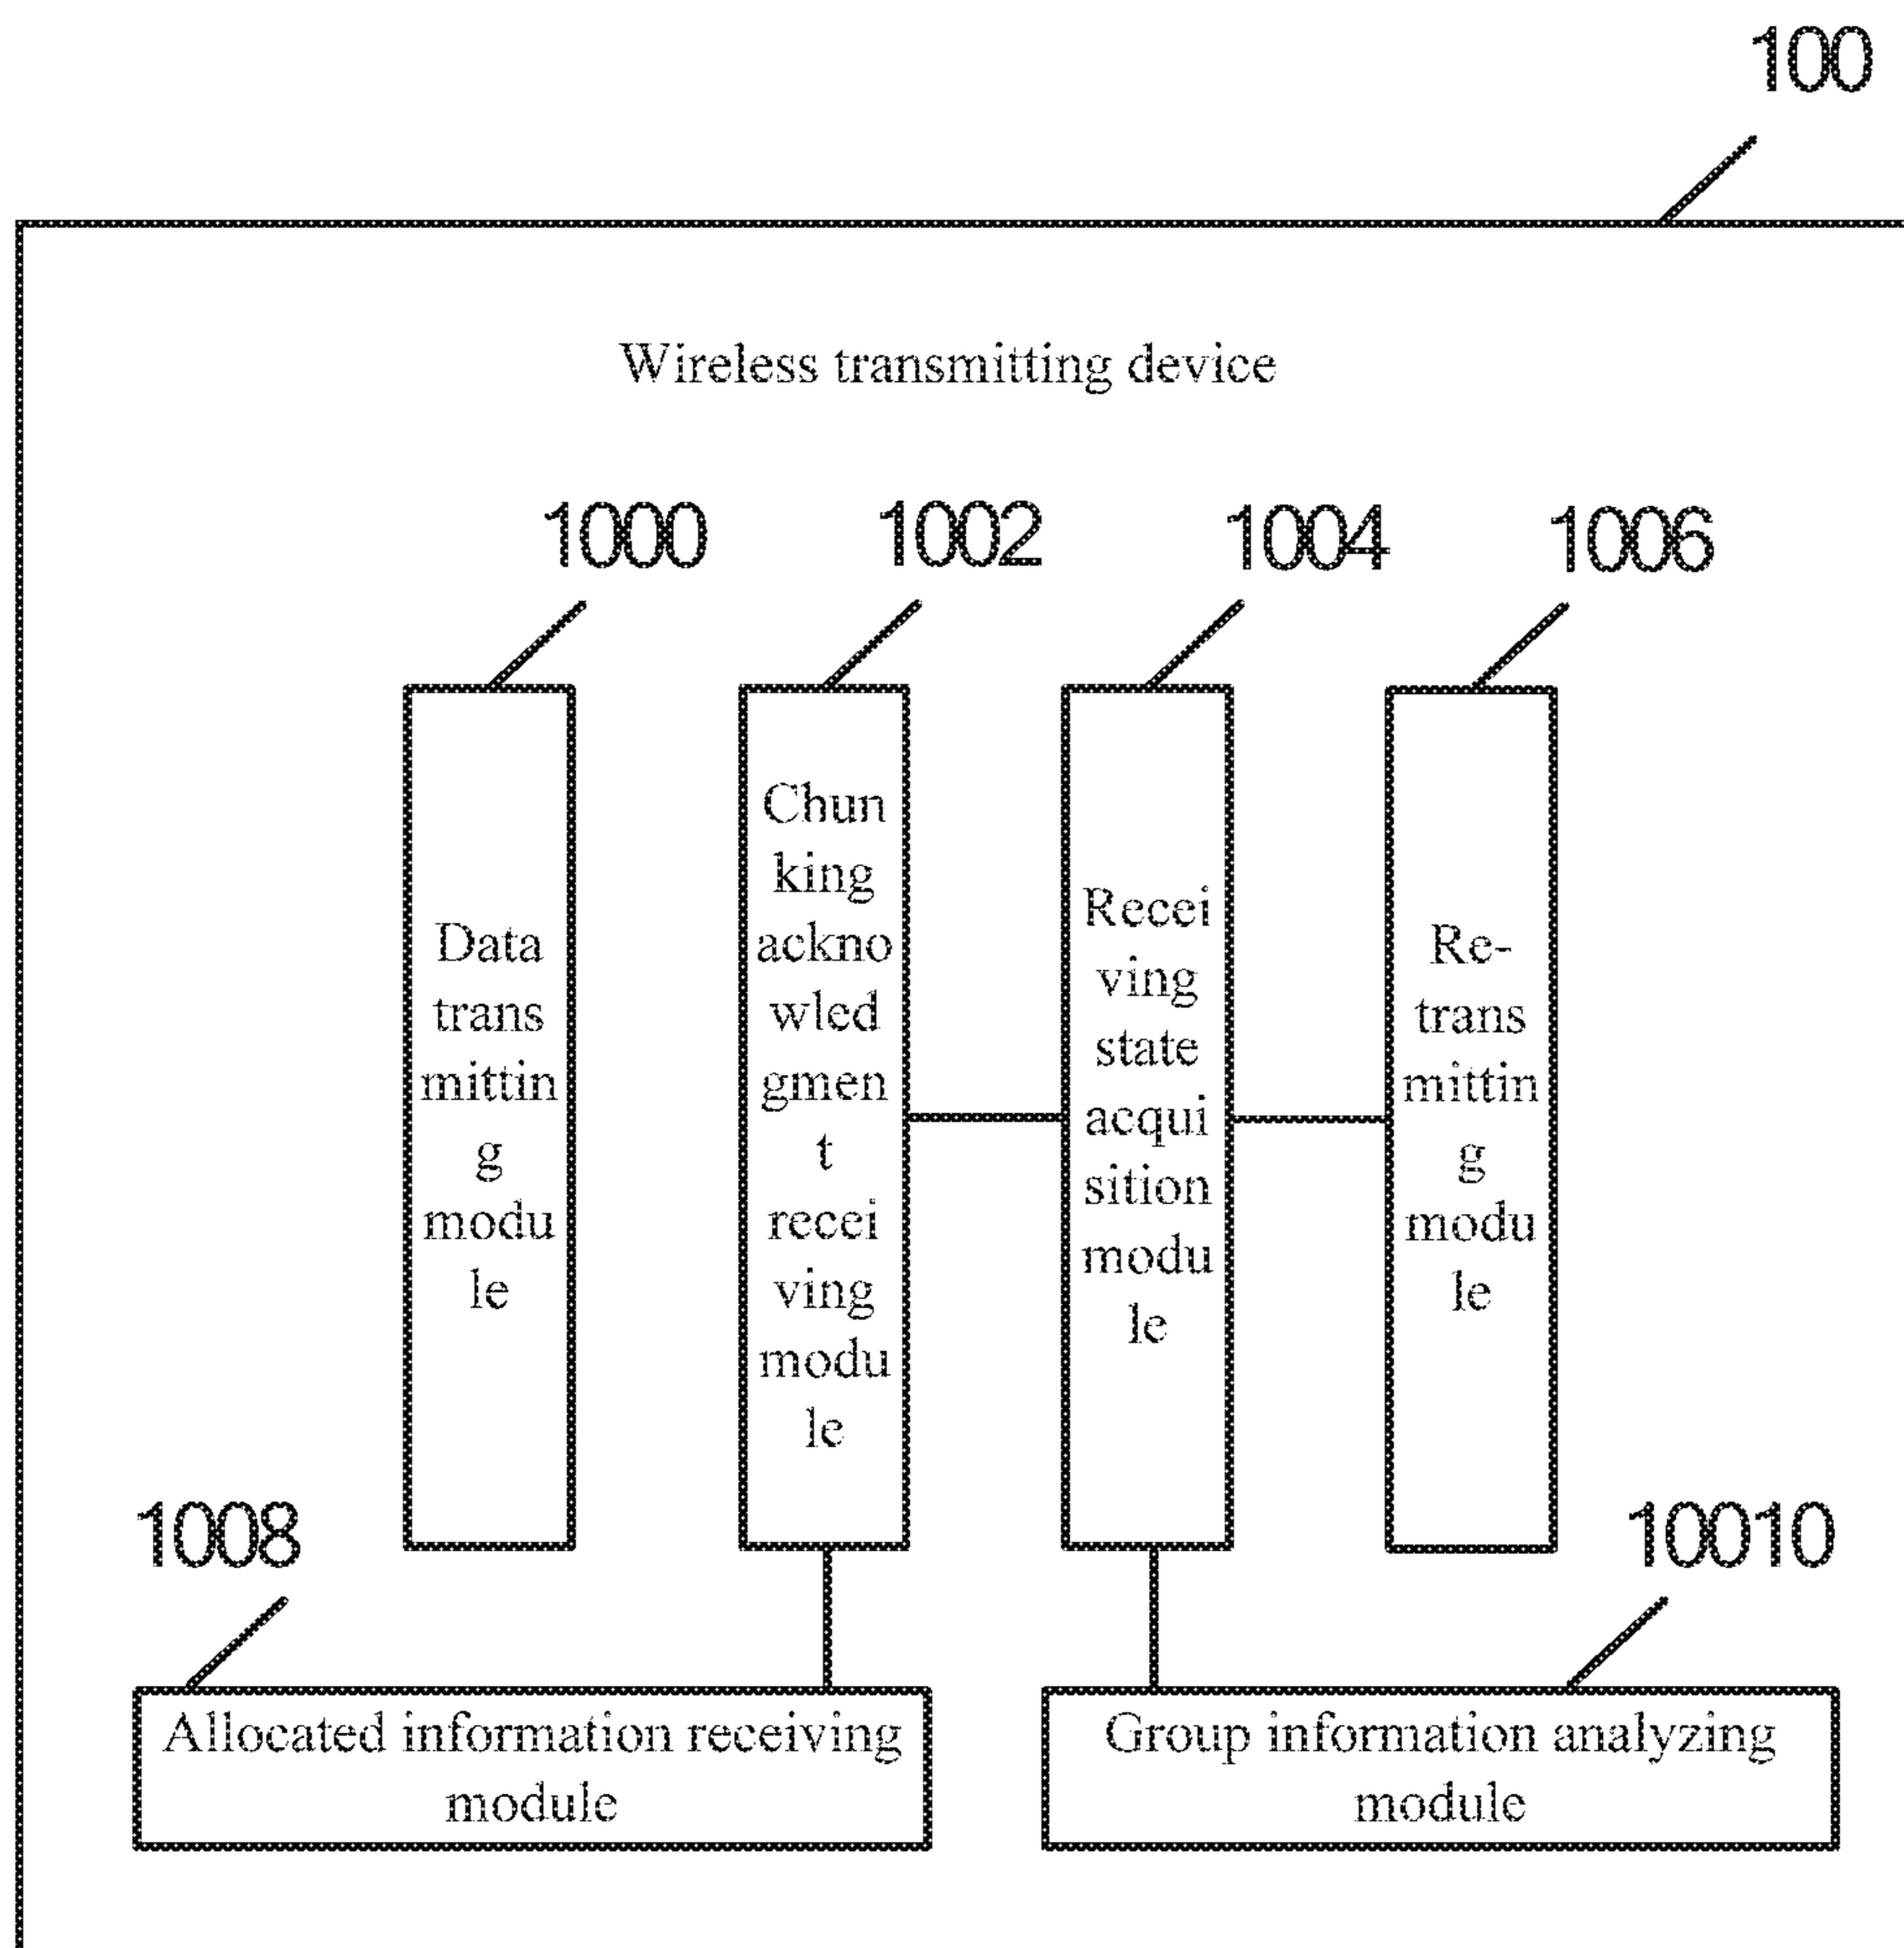 100
Wireless transmitting device
1000
1002
1004
1006
Data
trans
mittin
g
modu
le
Chun
king
ackno
wled
gmen
t
recei
ving
modu
le
Recei
ving
state
acqui
sition
modu
le
Re-
trans
mittin
g
modu
le
1008
10010
Allocated information receiving
module
Group information analyzing
module